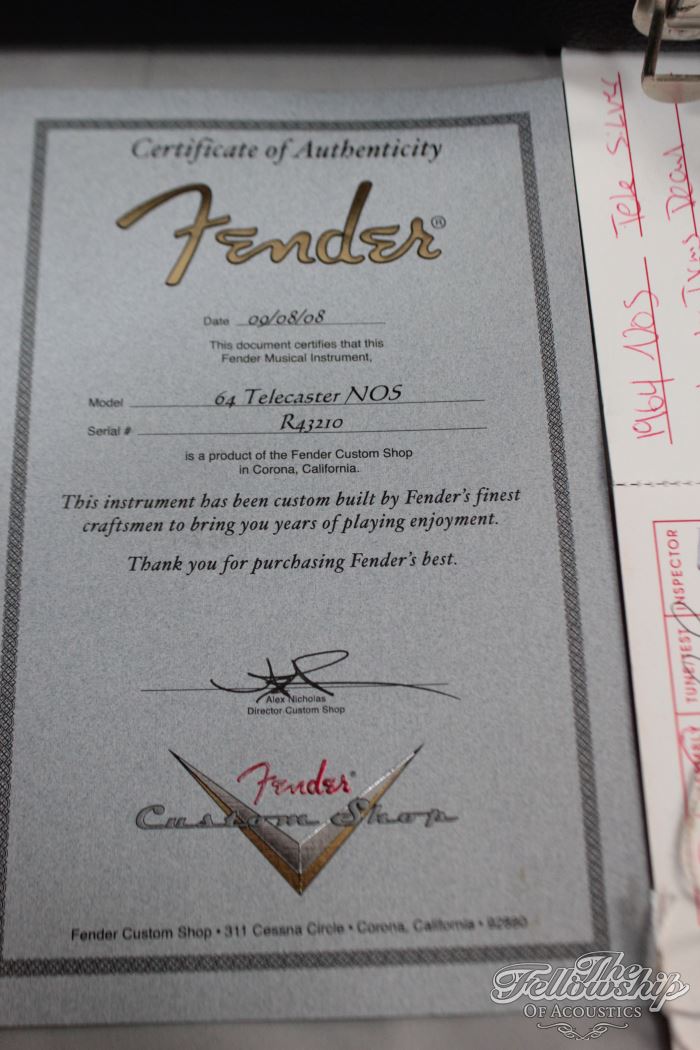 Certificate of Authenticity
Fender®
Date 09/08/08
This document certifies that this
Fender Musical Instrument,
Model 64 Telecaster NOS
Serial # R43210
is a product of the Fender Custom Shop
in Corona, California.
This instrument has been custom built by Fender's finest
craftsmen to bring you years of playing enjoyment.
Thank you for purchasing Fender's best.
Alex Nicholas
Director Custom Shop
Fender®
Custom Shop
Fender Custom Shop • 311 Cessna Circle • Corona, California • 92880
1964 NOS Tele Silver
TUNE/TEST
INSPECTOR
The
Fellowship
OF ACOUSTICS